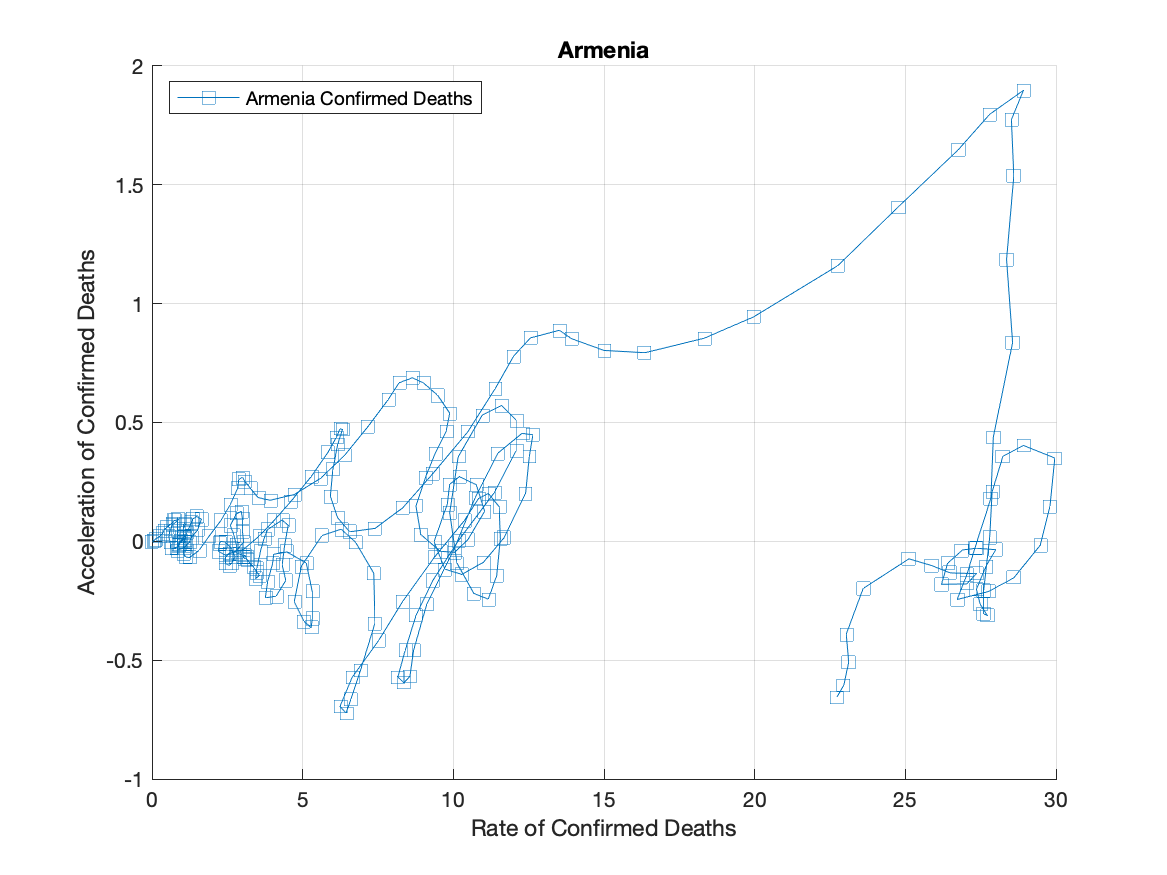 Armenia
Armenia Confirmed Deaths
2
1.5
1
0.5
0
-0.5
-1
Acceleration of Confirmed Deaths
0 5 10 15 20 25 30
Rate of Confirmed Deaths